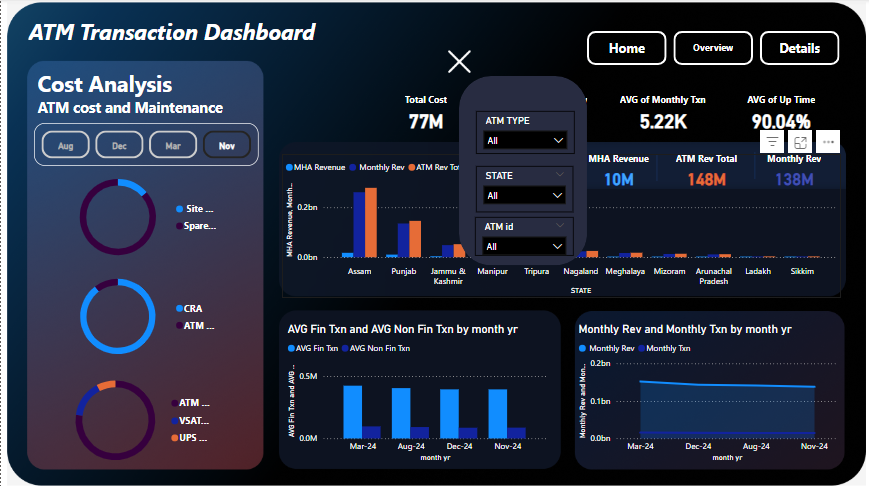 ATM Transaction Dashboard
Home
Overview
Details
Cost Analysis
ATM cost and Maintenance
Aug
Dec
Mar
Nov
Site ...
Spare...
CRA
ATM ...
ATM ...
VSAT...
UPS ...
Total Cost
77M
AVG of Monthly Txn
5.22K
AVG of Up Time
90.04%
ATM TYPE
All
STATE
All
ATM id
All
MHA Revenue
10M
ATM Rev Total
148M
Monthly Rev
138M
MHA Revenue Monthly Rev ATM Rev Tot
MHA Revenue, Month...
0.2bn
0.0bn
Assam
Punjab
Jammu &
Kashmir
Manipur
Tripura
Nagaland
Meghalaya
Mizoram
Arunachal
Pradesh
Ladakh
Sikkim
STATE
AVG Fin Txn and AVG Non Fin Txn by month yr
AVG Fin Txn AVG Non Fin Txn
AVG Fin Txn and AVG ...
0.5M
0.0M
Mar-24
Aug-24
Dec-24
Nov-24
month yr
Monthly Rev and Monthly Txn by month yr
Monthly Rev Monthly Txn
Monthly Rev and Mon...
0.2bn
0.1bn
0.0bn
Mar-24
Dec-24
Aug-24
Nov-24
month yr